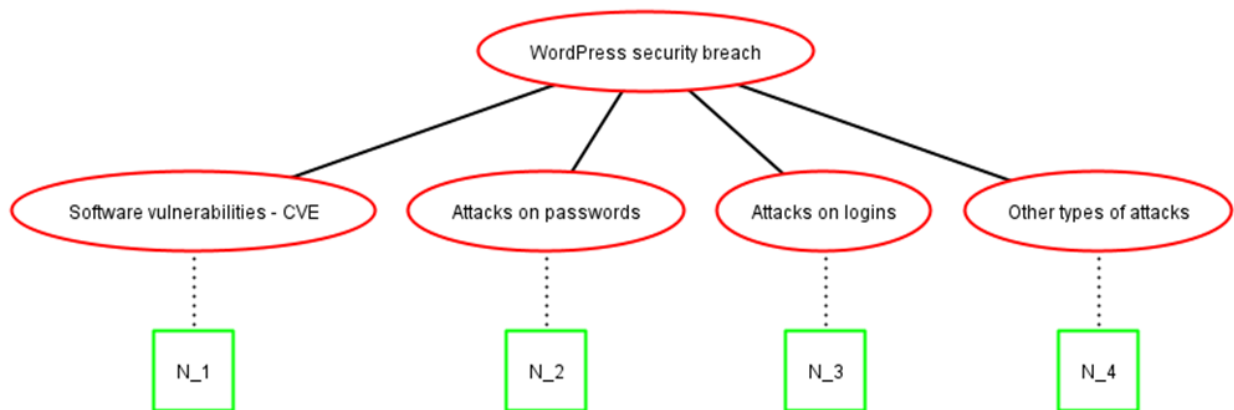 WordPress security breach
Software vulnerabilities - CVE
Attacks on passwords
Attacks on logins
Other types of attacks
N_1
N_2
N_3
N_4